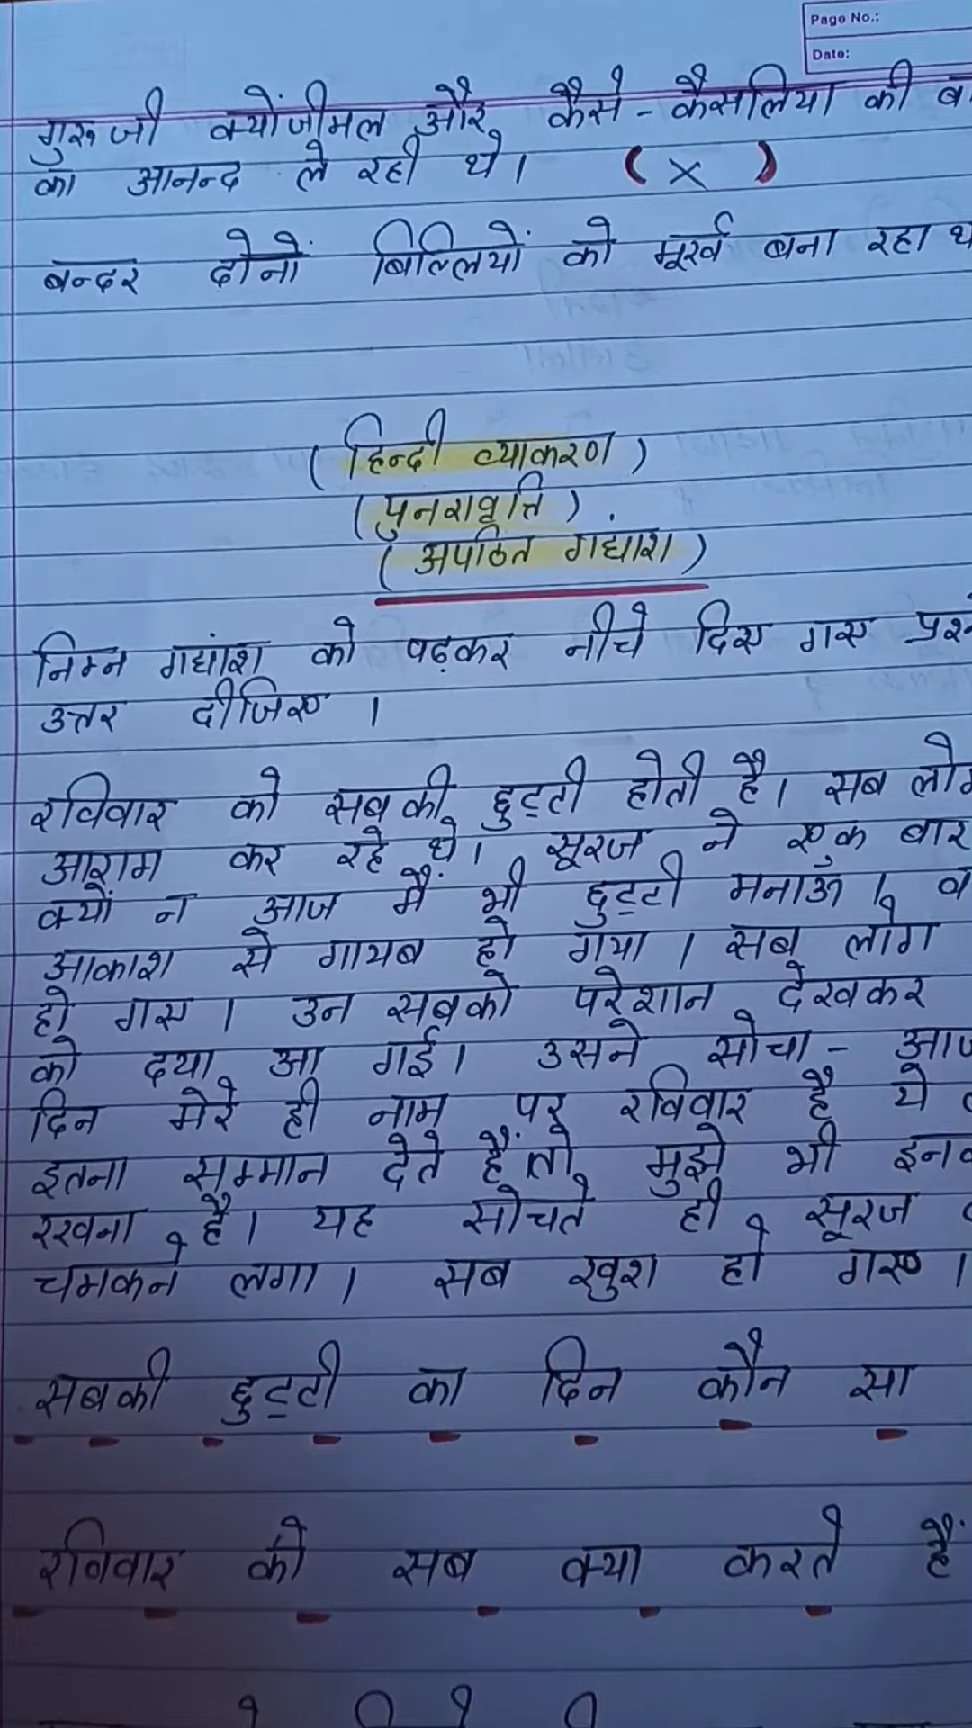 Page No.:
Date:
गुरु जी क्योंजीमल और कैसे-कैसलिया की
का आनन्द ले रही थे। ( × )
बन्दर दोनों बिल्लियों को मूर्ख बना रहा
(हिन्दी व्याकरण)
(पुनरावृत्ति)
(अपठित गद्यांश)
निम्न गद्यांश को पढ़कर नीचे दिए गए
उत्तर दीजिए ।
रविवार को सबकी छुट्टी होती है। सब
आराम कर रहे थे। सूरज ने एक बार
क्यों न आज मैं भी छुट्टी मनाऊँ।
आकाश से गायब हो गया । सब लोग
हो गए । उन सबको परेशान देखकर
को दया आ गई। उसने सोचा - आज
दिन मेरे ही नाम पर रविवार है ये
इतना सम्मान देते हैं तो मुझे भी
रखना है। यह सोचते ही सूरज
चमकने लगा। सब खुश हो गए ।
सबकी छुट्टी का दिन कौन सा
रविवार को सब क्या करते हैं